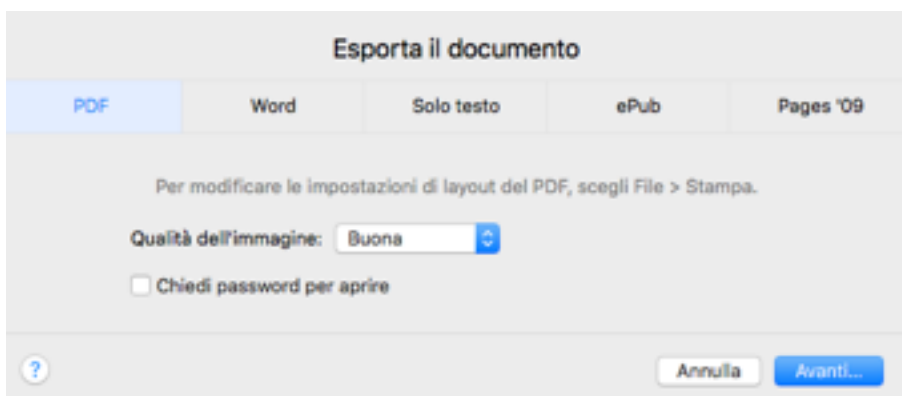 Esporta il documento
PDF Word Solo testo ePub Pages '09
Per modificare le impostazioni di layout del PDF, scegli File > Stampa.
Qualità dell'immagine: Buona
Chiedi password per aprire
? Annulla Avanti...